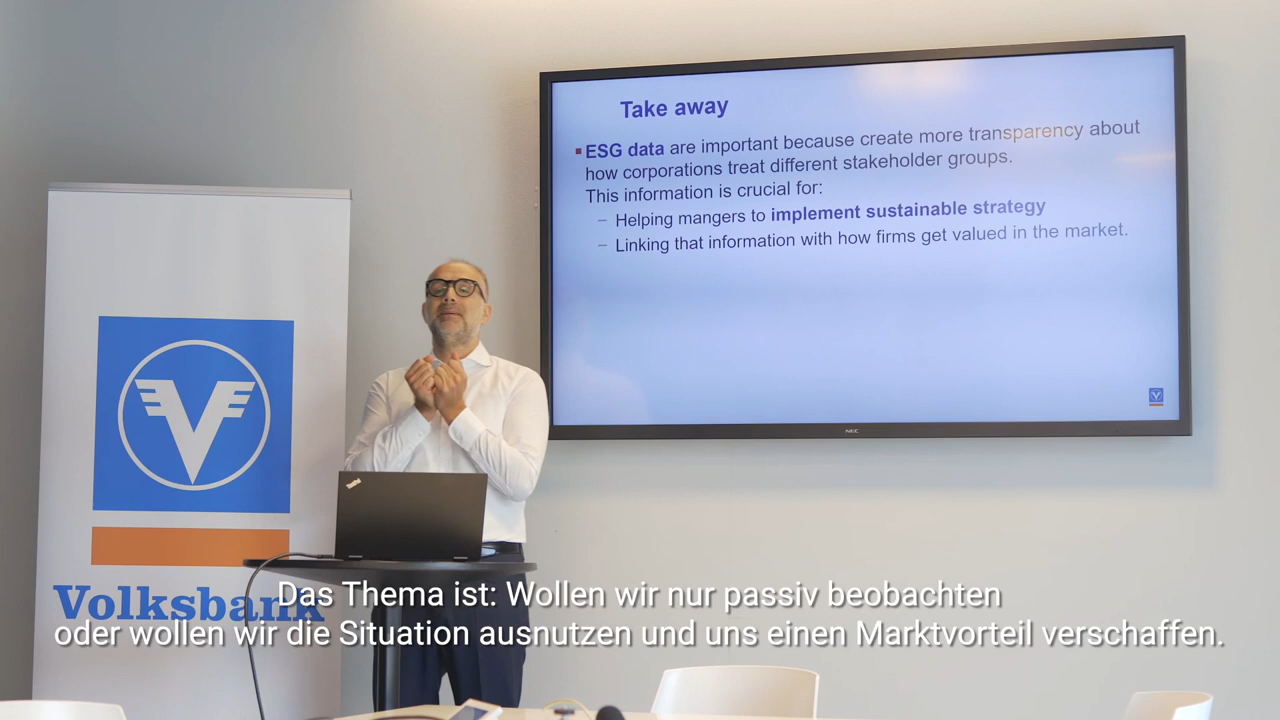 Take away
▪ ESG data are important because create more transparency about
how corporations treat different stakeholder groups.
This information is crucial for:
– Helping mangers to implement sustainable strategy
– Linking that information with how firms get valued in the market.
NEC
ThinkPad
Volksbank
Das Thema ist: Wollen wir nur passiv beobachten
oder wollen wir die Situation ausnutzen und uns einen Marktvorteil verschaffen.